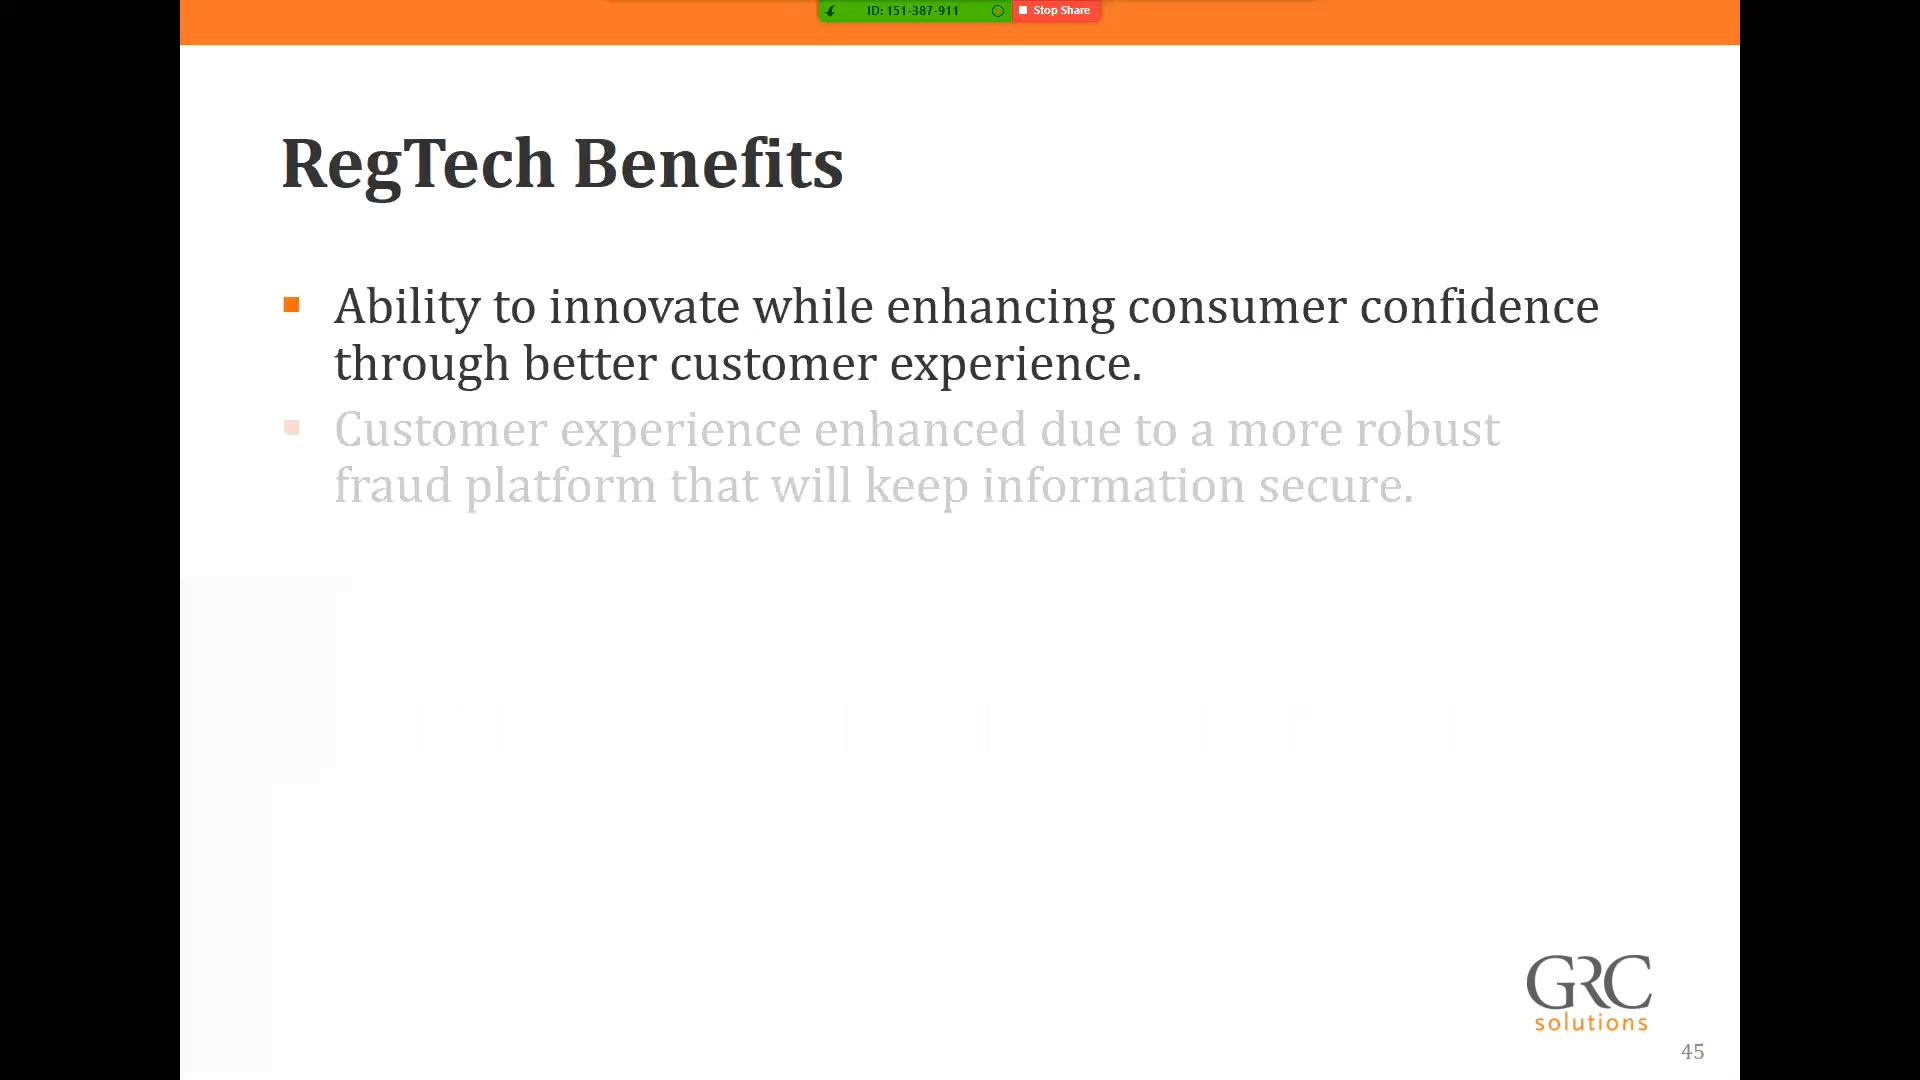 ID: 151-387-911 Stop Share
RegTech Benefits
Ability to innovate while enhancing consumer confidence
through better customer experience.
Customer experience enhanced due to a more robust
fraud platform that will keep information secure.
GRC
solutions
45